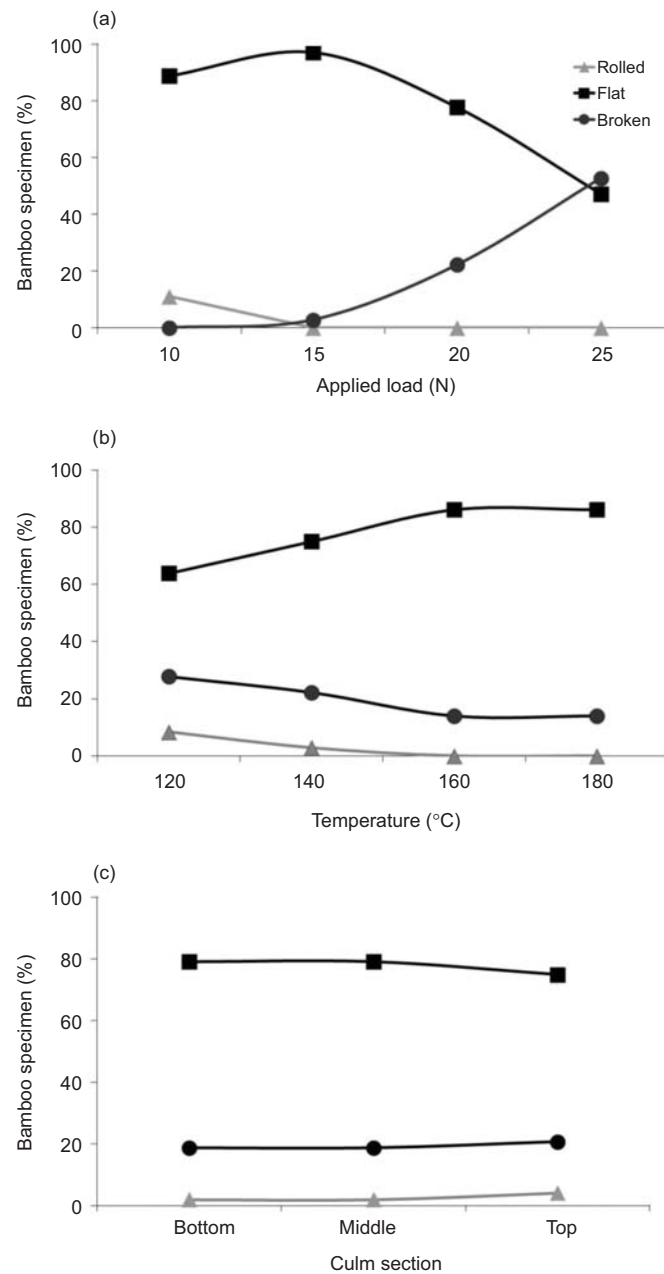 (a)
100
80
60
40
20
0
Bamboo specimen (%)
Rolled
Flat
Broken
10 15 20 25
Applied load (N)
(b)
100
80
60
40
20
0
Bamboo specimen (%)
120 140 160 180
Temperature (°C)
(c)
100
80
60
40
20
0
Bamboo specimen (%)
Bottom Middle Top
Culm section